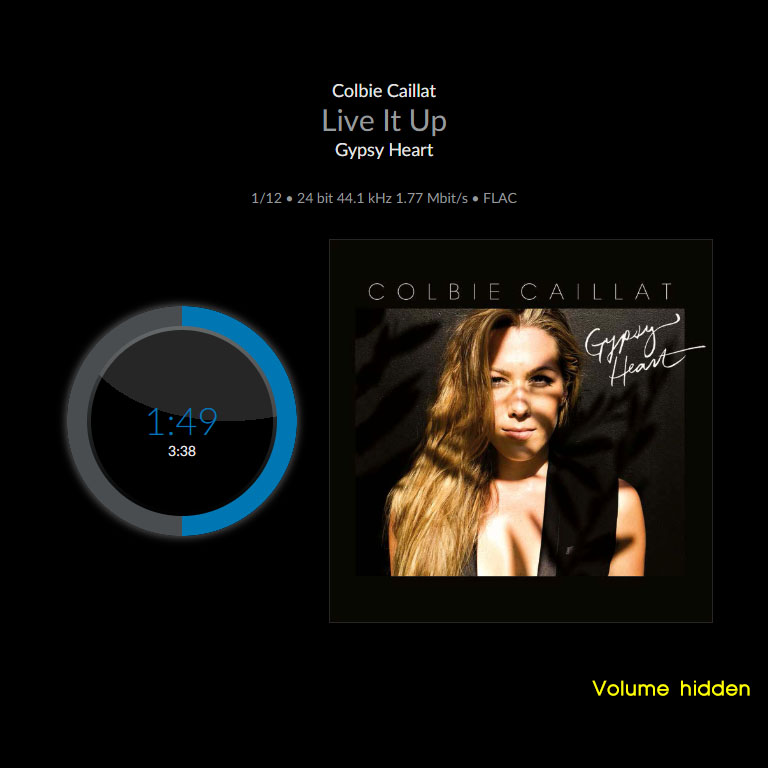 Colbie Caillat
Live It Up
Gypsy Heart
1/12 • 24 bit 44.1 kHz 1.77 Mbit/s • FLAC
COLBIE CAILLAT
Gypsy
Heart
1:49
3:38
Volume hidden